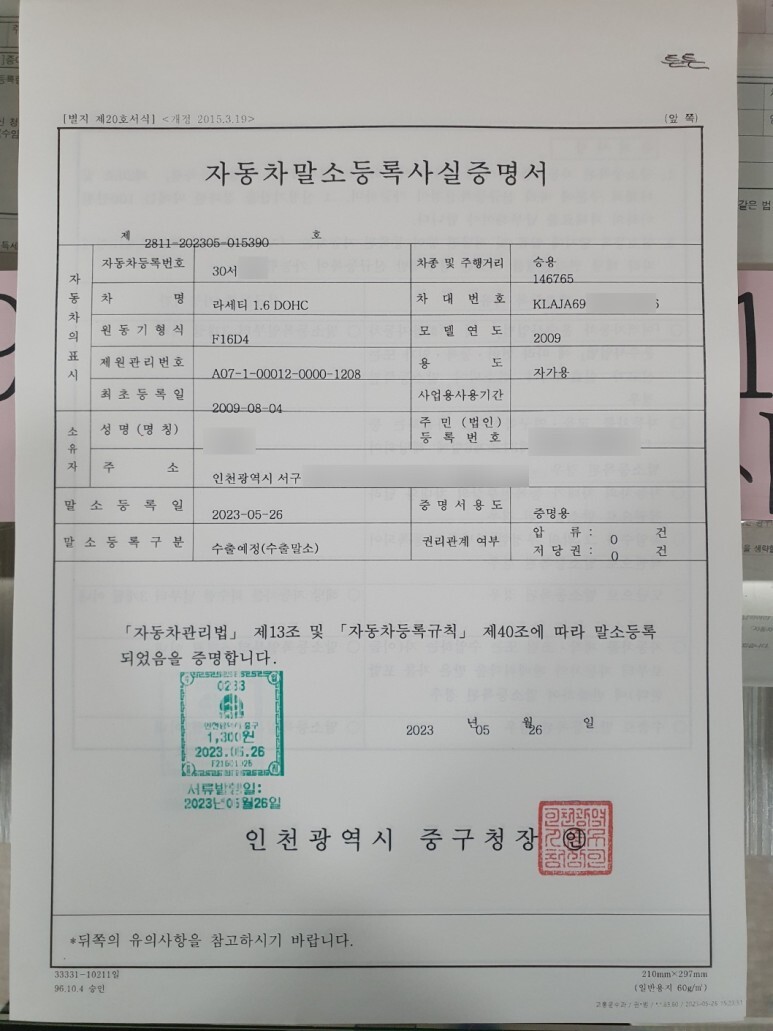 튼튼
[별지 제20호서식] <개정 2015.3.19>
(앞 쪽)
자동차말소등록사실증명서
제 2811-202305-015390 호
자동차의 표시
자동차등록번호 30서
차종 및 주행거리 승용 146765
차 명 라세티 1.6 DOHC
차 대 번 호 KLAJA69 6
원 동 기 형 식 F16D4
모 델 연 도 2009
제원관리번호 A07-1-00012-0000-1208
용 도 자가용
최 초 등 록 일 2009-08-04
사업용사용기간
소유자
성명 (명칭)
주 민 (법인) 등 록 번 호
주 소 인천광역시 서구
말 소 등 록 일 2023-05-26
증 명 서 용 도 증명용
말 소 등 록 구 분 수출예정(수출말소)
권리관계 여부
압 류 : 0 건
저 당 권 : 0 건
「자동차관리법」 제13조 및 「자동차등록규칙」 제40조에 따라 말소등록
되었음을 증명합니다.
0233
인천광역시 중구
1,300원
2023.05.26
서류발행일:
2023년05월26일
2023 년 05 월 26 일
인천광역시 중구청장 인
*뒤쪽의 유의사항을 참고하시기 바랍니다.
33331-10211일
96.10.4 승인
210mm×297mm
(일반용지 60g/㎡)